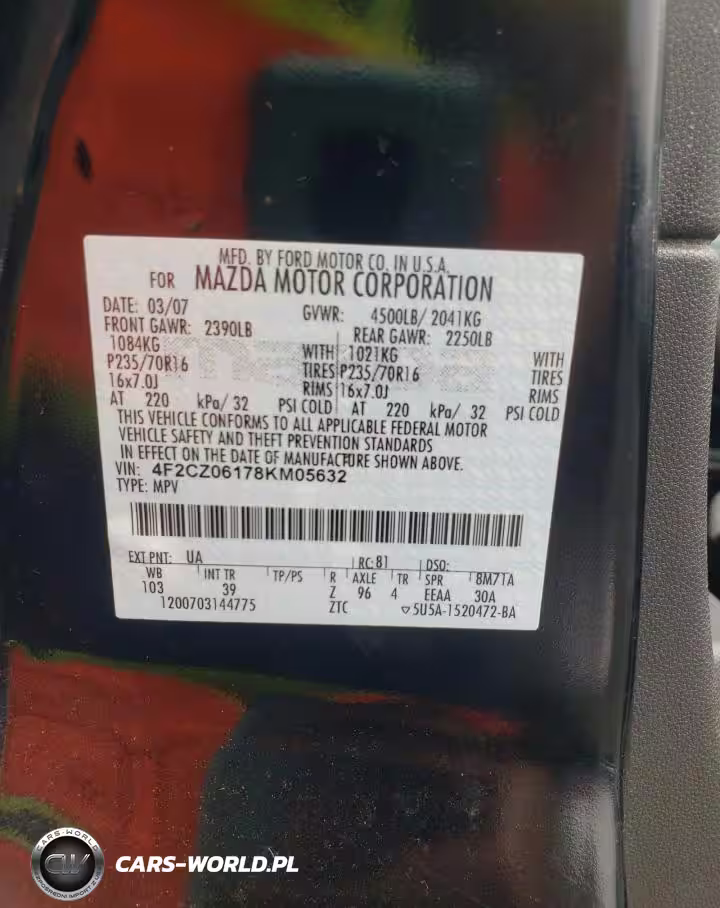 MFD. BY FORD MOTOR CO. IN U.S.A.
FOR MAZDA MOTOR CORPORATION
DATE: 03/07 GVWR: 4500LB/ 2041KG
FRONT GAWR: 2390LB REAR GAWR: 2250LB
1084KG WITH 1021KG WITH
P235/70R16 TIRES P235/70R16 TIRES
16x7.0J RIMS 16x7.0J RIMS
AT 220 kPa/ 32 PSI COLD AT 220 kPa/ 32 PSI COLD
THIS VEHICLE CONFORMS TO ALL APPLICABLE FEDERAL MOTOR
VEHICLE SAFETY AND THEFT PREVENTION STANDARDS
IN EFFECT ON THE DATE OF MANUFACTURE SHOWN ABOVE.
VIN: 4F2CZ06178KM05632
TYPE: MPV
EXT PNT: UA RC: 81 DSO:
WB INT TR TP/PS R AXLE TR SPR 8M71A
103 39 Z 96 4 EEAA 30A
1200703144775 ZTC 5U5A-1520472-BA
CARS-WORLD
CW
CARS-WORLD.PL